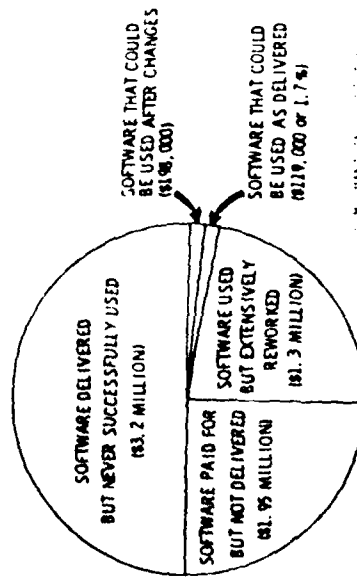 SOFTWARE THAT COULD
BE USED AFTER CHANGES
($198,000)
SOFTWARE THAT COULD
BE USED AS DELIVERED
($119,000 or 1.7%)
SOFTWARE DELIVERED
BUT NEVER SUCCESSFULLY USED
($3.2 MILLION)
SOFTWARE USED
BUT EXTENSIVELY
REWORKED
($1.3 MILLION)
SOFTWARE PAID FOR
BUT NOT DELIVERED
($1.95 MILLION)